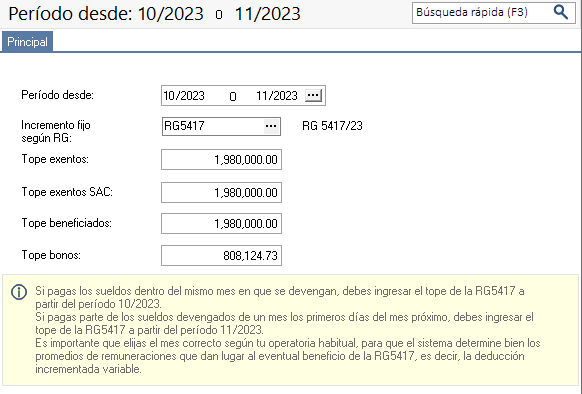 Período desde: 10/2023 o 11/2023
Búsqueda rápida (F3)
Principal
Período desde: 10/2023 O 11/2023 ...
Incremento fijo
según RG: RG5417 ... RG 5417/23
Tope exentos: 1,980,000.00
Tope exentos SAC: 1,980,000.00
Tope beneficiados: 1,980,000.00
Tope bonos: 808,124.73
Si pagas los sueldos dentro del mismo mes en que se devengan, debes ingresar el tope de la RG5417 a
partir del período 10/2023.
Si pagas parte de los sueldos devengados de un mes los primeros días del mes próximo, debes ingresar el
tope de la RG5417 a partir del período 11/2023.
Es importante que elijas el mes correcto según tu operatoria habitual, para que el sistema determine bien los
promedios de remuneraciones que dan lugar al eventual beneficio de la RG5417, es decir, la deducción
incrementada variable.